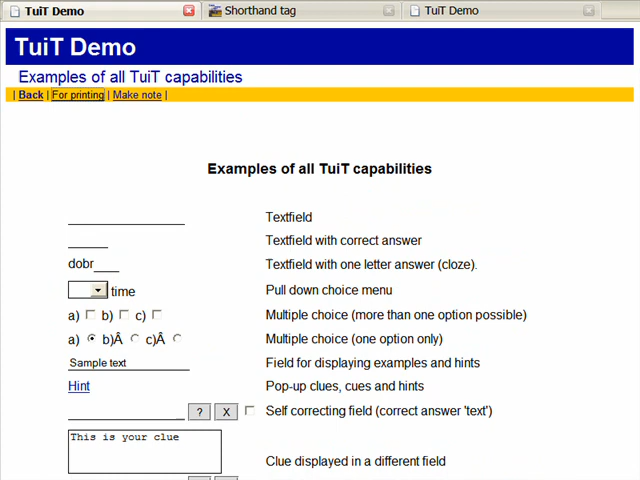 TuiT Demo
Shorthand tag
TuiT Demo
TuiT Demo
Examples of all TuiT capabilities
| Back | For printing | Make note |
Examples of all TuiT capabilities
Textfield
Textfield with correct answer
dobr____ Textfield with one letter answer (cloze).
time Pull down choice menu
a) b) c) Multiple choice (more than one option possible)
a) b)Â c)Â Multiple choice (one option only)
Sample text Field for displaying examples and hints
Hint Pop-up clues, cues and hints
? X Self correcting field (correct answer 'text')
This is your clue
Clue displayed in a different field